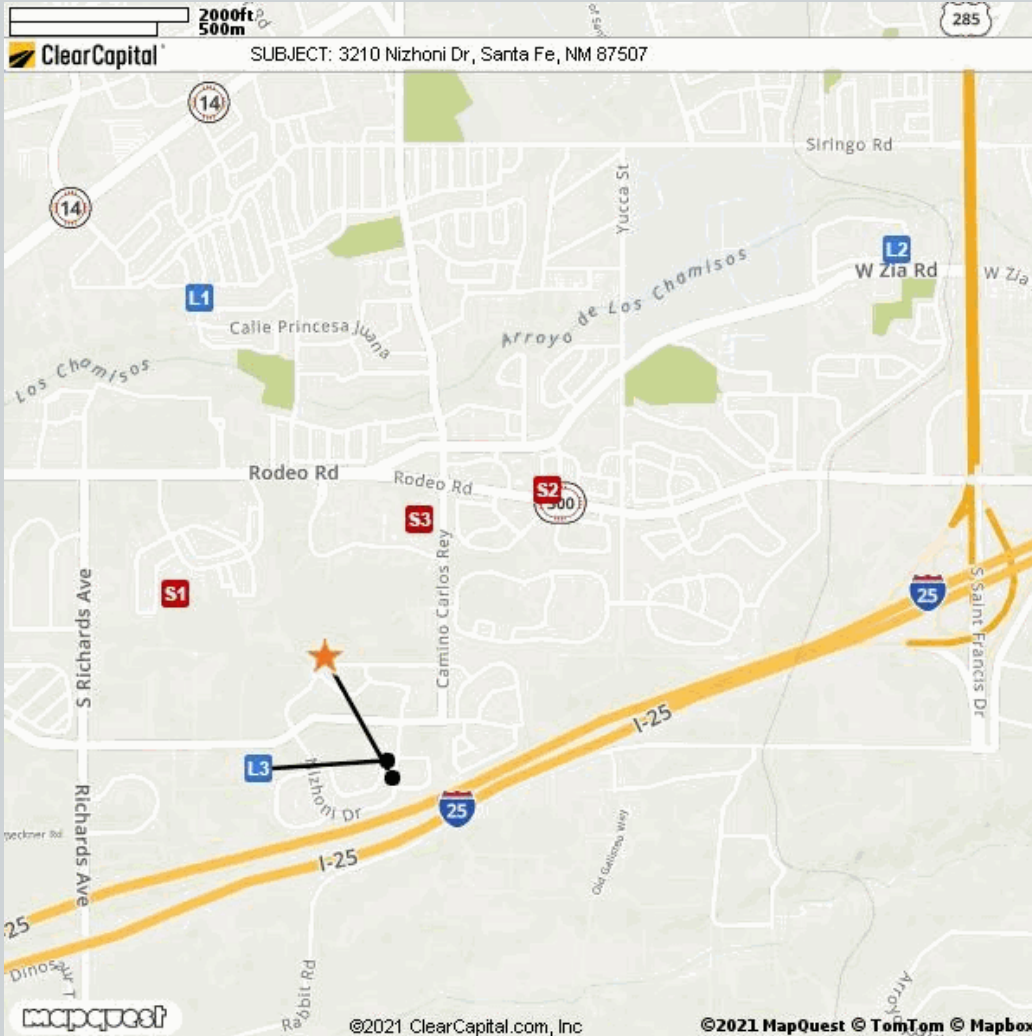 2000ft
500m
285
ClearCapital
SUBJECT: 3210 Nizhoni Dr, Santa Fe, NM 87507
14
Siringo Rd
14
Yucca St
L2
W Zia Rd
W Zia
L1
Arroyo de Los Chamisos
Calle Princesa Juana
Los Chamisos
Rodeo Rd
Rodeo Rd
S2
300
S3
Camino Carlos Rey
S1
S Richards Ave
25
S Saint Francis Dr
I-25
L3
Nizhoni Dr
25
Richards Ave
I-25
Old Galisteo Way
25
Rabbit Rd
mapquest
©2021 ClearCapital.com, Inc
©2021 MapQuest © TomTom © Mapbox